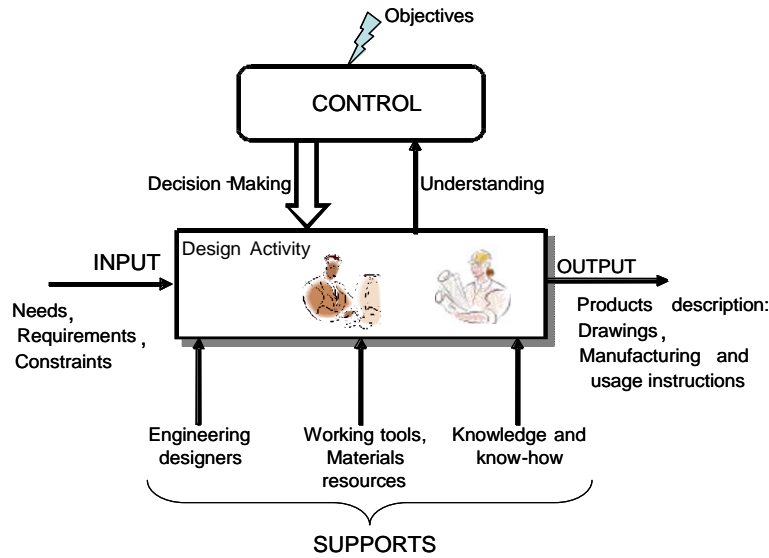 Objectives
CONTROL
Decision-Making
Understanding
Design Activity
INPUT
OUTPUT
Needs,
Requirements,
Constraints
Products description:
Drawings,
Manufacturing and
usage instructions
Engineering
designers
Working tools,
Materials
resources
Knowledge and
know-how
SUPPORTS